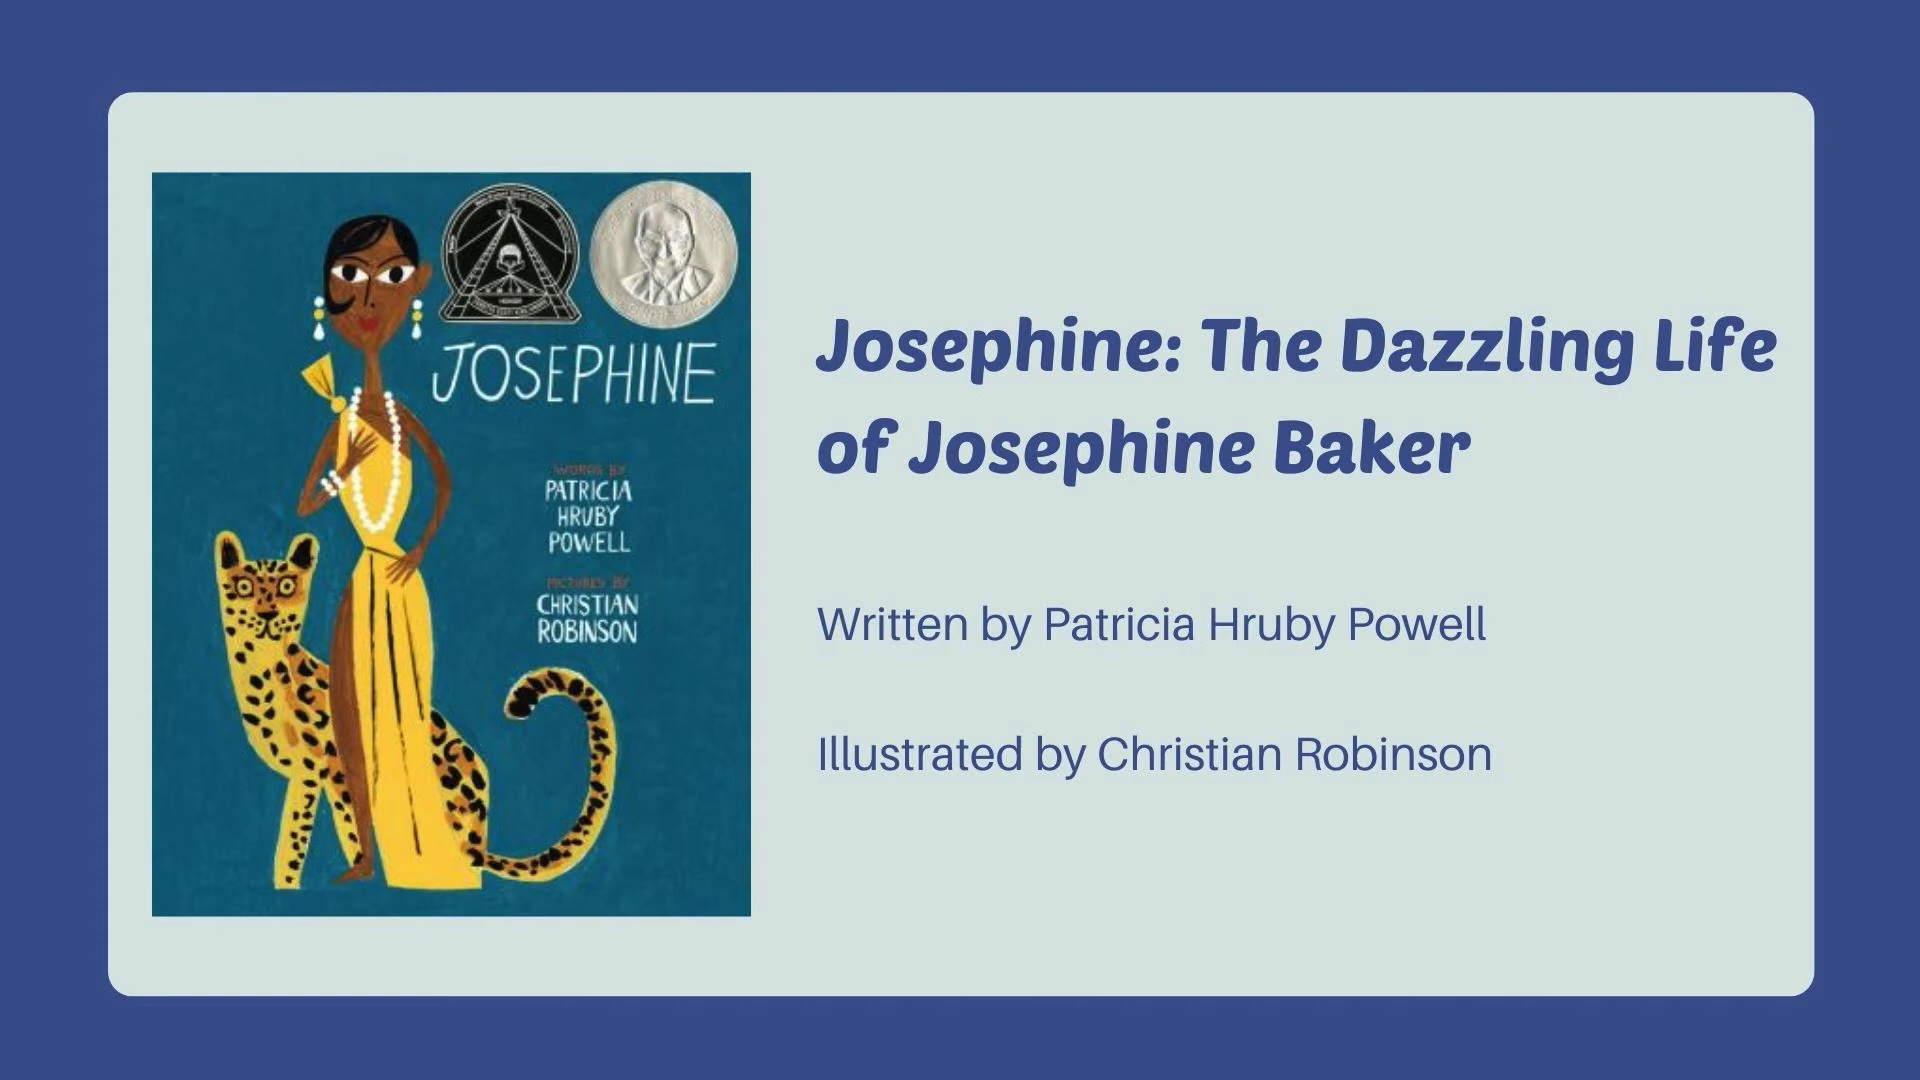 JOSEPHINE
WORDS BY
PATRICIA
HRUBY
POWELL
PICTURES BY
CHRISTIAN
ROBINSON
Josephine: The Dazzling Life
of Josephine Baker
Written by Patricia Hruby Powell
Illustrated by Christian Robinson